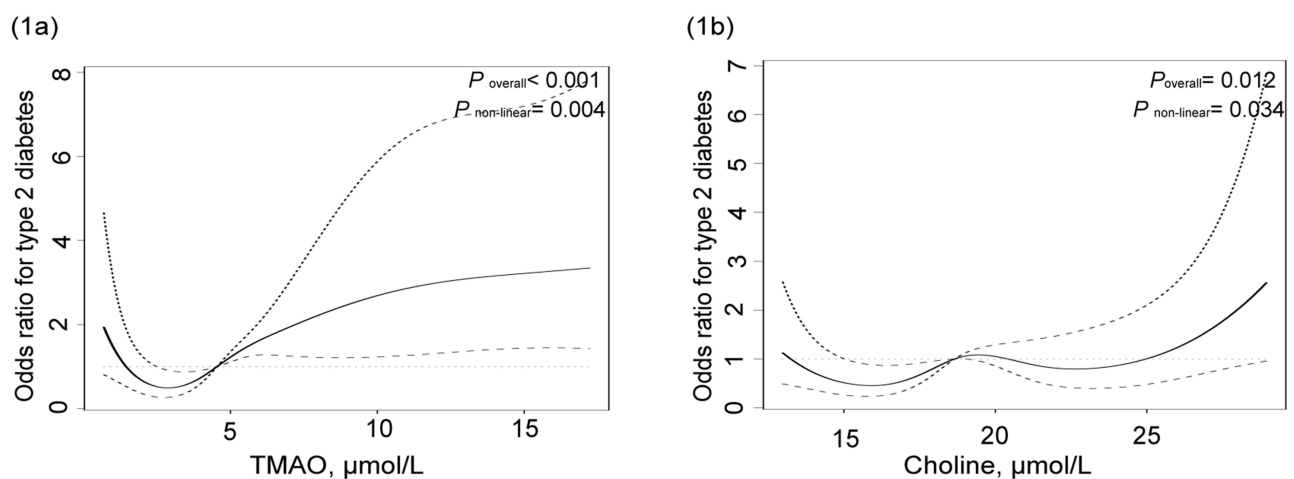 (1a)
P overall< 0.001
P non-linear= 0.004
Odds ratio for type 2 diabetes
8
6
4
2
0
5
10
15
TMAO, μmol/L
(1b)
P overall= 0.012
P non-linear= 0.034
Odds ratio for type 2 diabetes
7
6
5
4
3
2
1
0
15
20
25
Choline, μmol/L